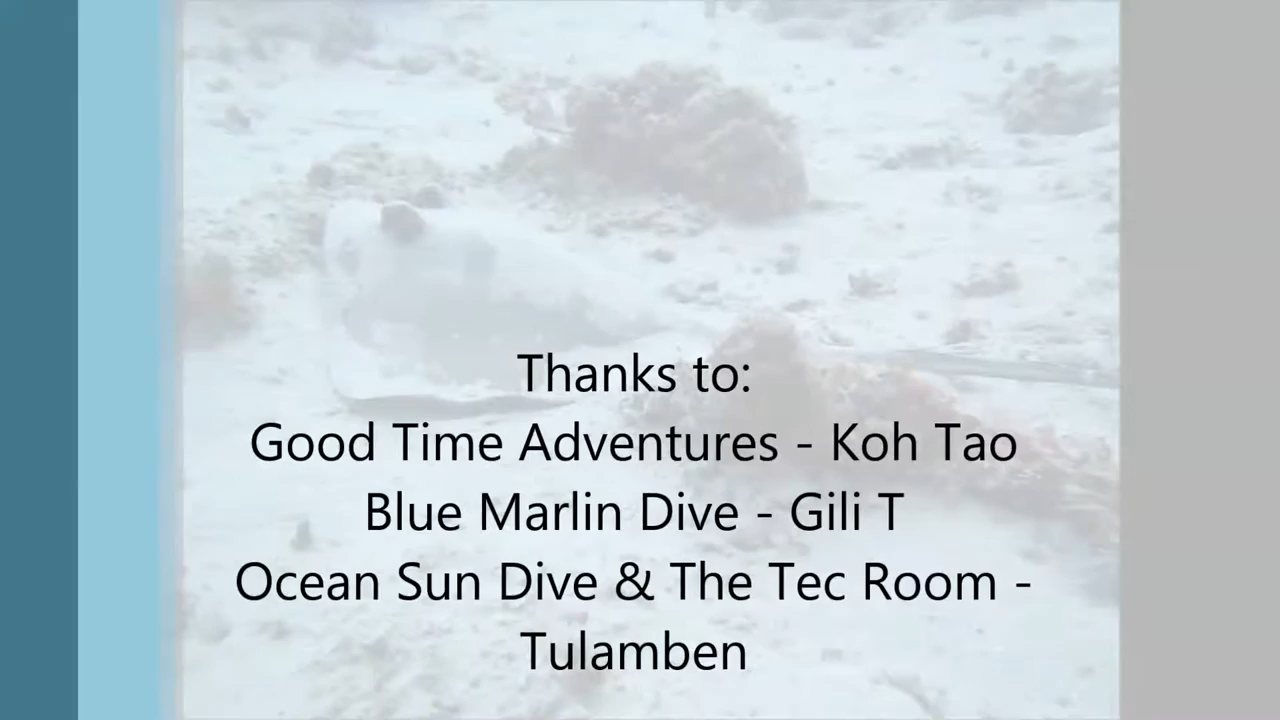 Thanks to:
Good Time Adventures - Koh Tao
Blue Marlin Dive - Gili T
Ocean Sun Dive & The Tec Room -
Tulamben